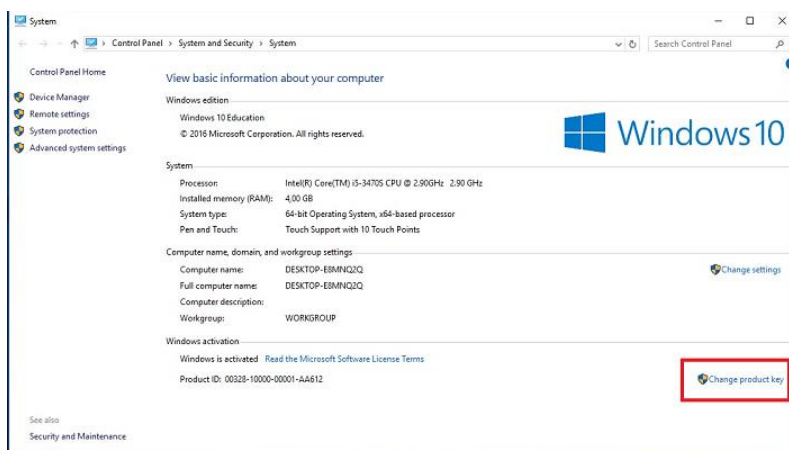 System
Control Panel > System and Security > System
Search Control Panel
Control Panel Home
Device Manager
Remote settings
System protection
Advanced system settings
View basic information about your computer
Windows edition
Windows 10 Education
© 2016 Microsoft Corporation. All rights reserved.
Windows 10
System
Processor: Intel(R) Core(TM) i5-3470S CPU @ 2.90GHz 2.90 GHz
Installed memory (RAM): 4,00 GB
System type: 64-bit Operating System, x64-based processor
Pen and Touch: Touch Support with 10 Touch Points
Computer name, domain, and workgroup settings
Computer name: DESKTOP-E8MNQ2Q
Change settings
Full computer name: DESKTOP-E8MNQ2Q
Computer description:
Workgroup: WORKGROUP
Windows activation
Windows is activated Read the Microsoft Software License Terms
Product ID: 00328-10000-00001-AA612
Change product key
See also
Security and Maintenance